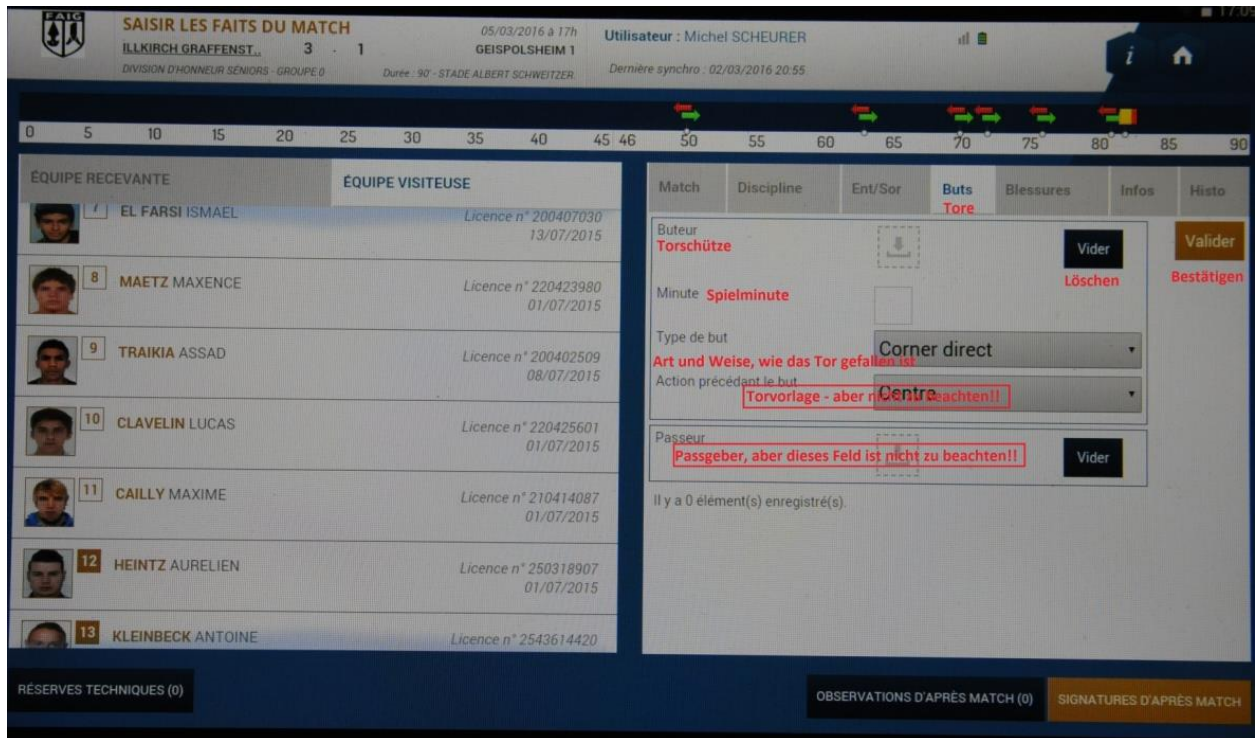 FAIG
SAISIR LES FAITS DU MATCH
ILLKIRCH GRAFFENST.. 3 - 1 GEISPOLSHEIM 1
05/03/2016 à 17h
DIVISION D'HONNEUR SENIORS - GROUPE 0
Durée : 90' - STADE ALBERT SCHWEITZER
Utilisateur : Michel SCHEURER
Dernière synchro : 02/03/2016 20:55
17:09
0 5 10 15 20 25 30 35 40 45 46 50 55 60 65 70 75 80 85 90
ÉQUIPE RECEVANTE
ÉQUIPE VISITEUSE
7 EL FARSI ISMAEL
Licence n° 200407030
13/07/2015
8 MAETZ MAXENCE
Licence n° 220423980
01/07/2015
9 TRAIKIA ASSAD
Licence n° 200402509
08/07/2015
10 CLAVELIN LUCAS
Licence n° 220425601
01/07/2015
11 CAILLY MAXIME
Licence n° 210414087
01/07/2015
12 HEINTZ AURELIEN
Licence n° 250318907
01/07/2015
13 KLEINBECK ANTOINE
Licence n° 2543614420
Match Discipline Ent/Sor Buts Blessures Infos Histo
Tore
Buteur
Torschütze
Vider
Löschen
Valider
Bestätigen
Minute Spielminute
Type de but
Corner direct
Art und Weise, wie das Tor gefallen ist
Action précédant le but
Centre
Torvorlage - aber nicht zu beachten!!
Passeur
Passgeber, aber dieses Feld ist nicht zu beachten!!
Vider
Il y a 0 élément(s) enregistré(s).
RÉSERVES TECHNIQUES (0)
OBSERVATIONS D'APRÈS MATCH (0)
SIGNATURES D'APRÈS MATCH